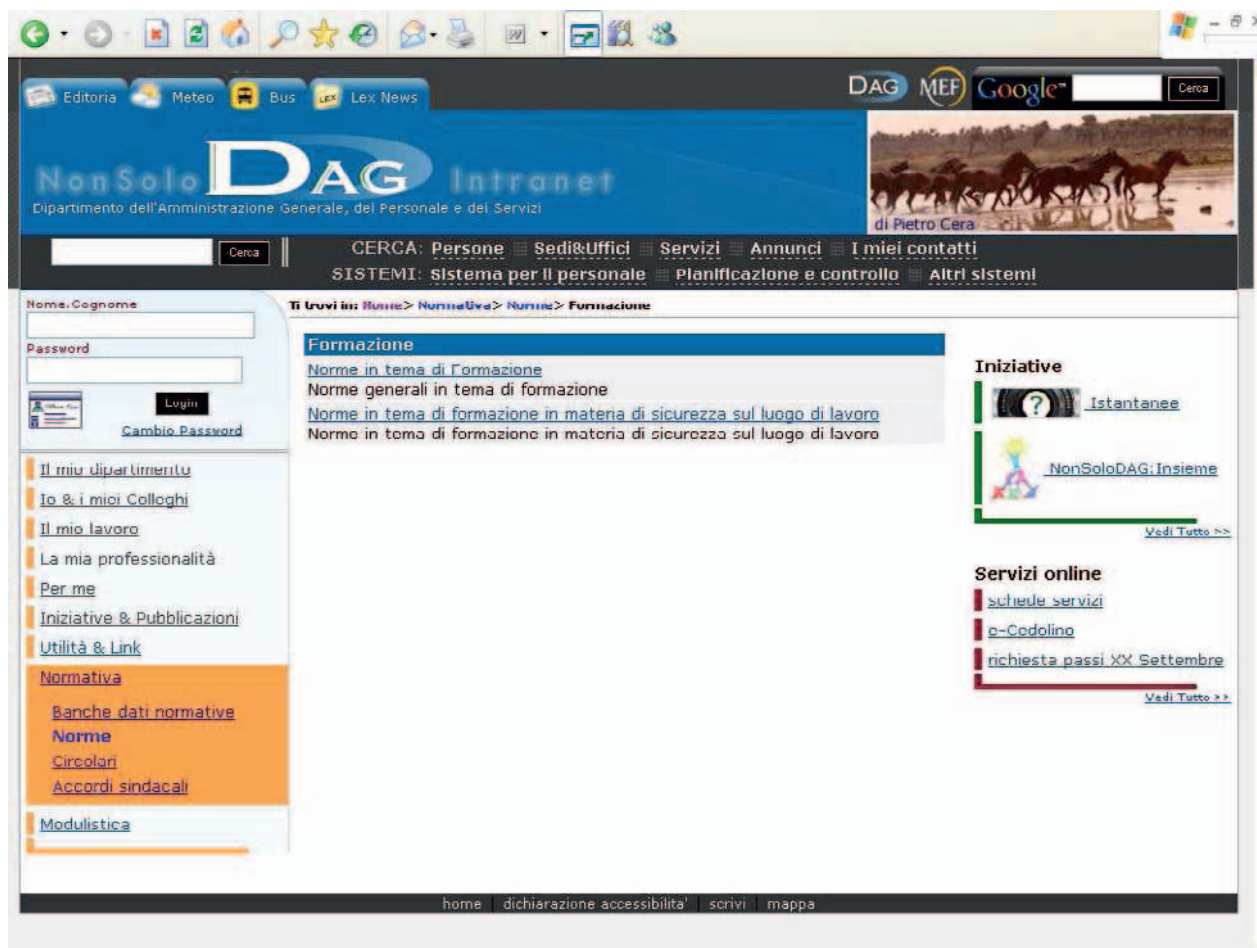 Editoria Meteo Bus LEX Lex News DAG MEF Google™ Cerca
NonSolo DAG Intranet
Dipartimento dell'Amministrazione Generale, del Personale e dei Servizi
di Pietro Cera
Cerca CERCA: Persone Sedi&Uffici Servizi Annunci I miei contatti
SISTEMI: Sistema per il personale Pianificazione e controllo Altri sistemi
Nome.Cognome
Password
Login
Cambio Password
Il mio dipartimento
Io & i miei Colleghi
Il mio lavoro
La mia professionalità
Per me
Iniziative & Pubblicazioni
Utilità & Link
Normativa
Banche dati normative
Norme
Circolari
Accordi sindacali
Modulistica
Ti trovi in: Home> Normativa> Norme> Formazione
Formazione
Norme in tema di Formazione
Norme generali in tema di formazione
Norme in tema di formazione in materia di sicurezza sul luogo di lavoro
Norme in tema di formazione in materia di sicurezza sul luogo di lavoro
Iniziative
? Istantanee
NonSoloDAG:Insieme
Vedi Tutto >>
Servizi online
schede servizi
e-Cedolino
richiesta passi XX Settembre
Vedi Tutto >>
home | dichiarazione accessibilita' | scrivi | mappa